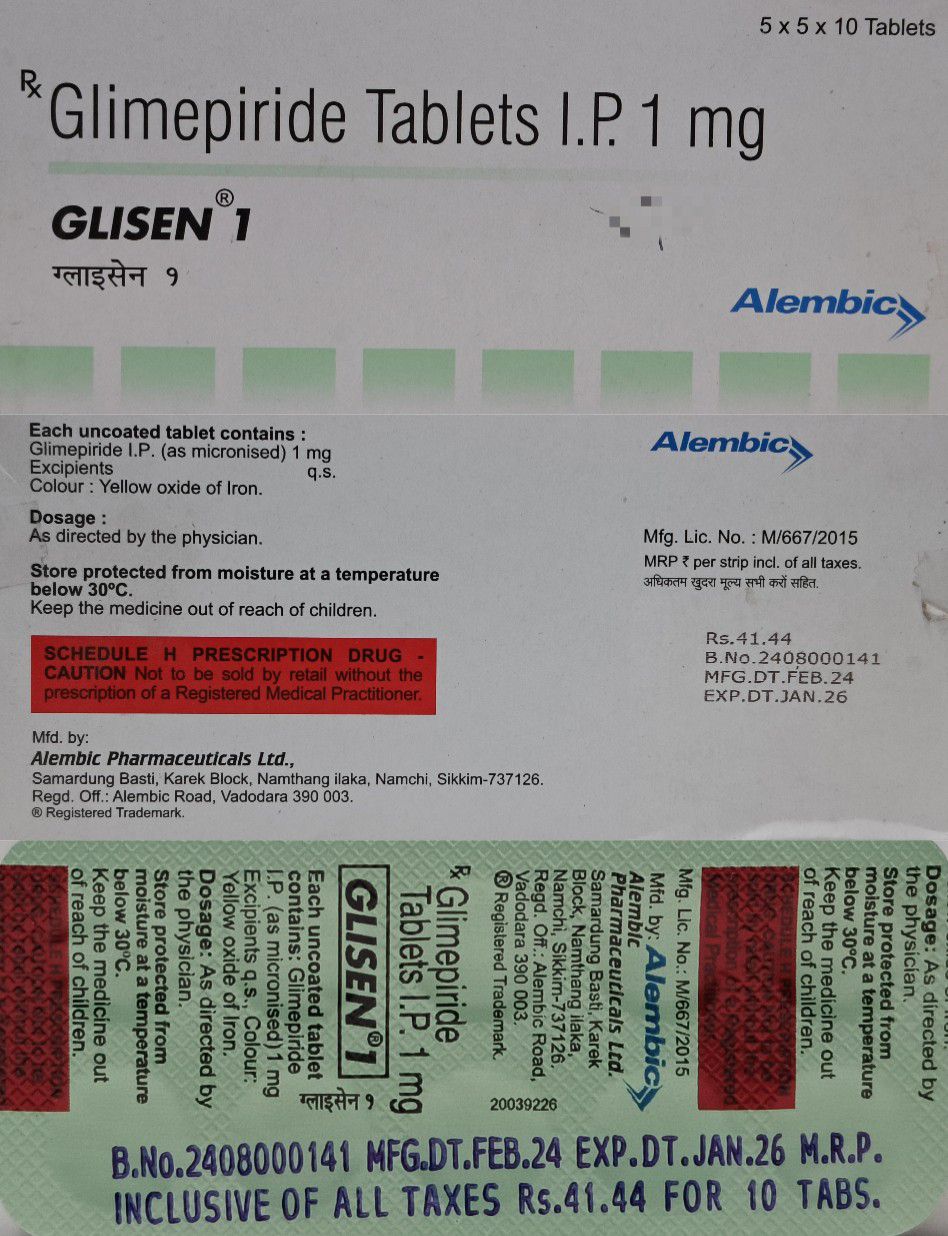 5 x 5 x 10 Tablets
Rx Glimepiride Tablets I.P. 1 mg
GLISEN® 1
ग्लाइसेन १
Alembic
Each uncoated tablet contains :
Glimepiride I.P. (as micronised) 1 mg
Excipients q.s.
Colour : Yellow oxide of Iron.
Dosage :
As directed by the physician.
Store protected from moisture at a temperature
below 30ºC.
Keep the medicine out of reach of children.
SCHEDULE H PRESCRIPTION DRUG -
CAUTION Not to be sold by retail without the
prescription of a Registered Medical Practitioner.
Mfd. by:
Alembic Pharmaceuticals Ltd.,
Samardung Basti, Karek Block, Namthang ilaka, Namchi, Sikkim-737126.
Regd. Off.: Alembic Road, Vadodara 390 003.
® Registered Trademark.
Alembic
Mfg. Lic. No. : M/667/2015
MRP ₹ per strip incl. of all taxes.
अधिकतम खुदरा मूल्य सभी करों सहित.
Rs.41.44
B.No.2408000141
MFG.DT.FEB.24
EXP.DT.JAN.26
Dosage: As directed by
the physician.
Store protected from
moisture at a temperature
below 30ºC.
Keep the medicine out
of reach of children.
Mfg. Lic. No.: M/667/2015
Mfd. by: Alembic
Alembic
Pharmaceuticals Ltd.
Samardung Basti, Karek
Block, Namthang ilaka,
Namchi, Sikkim-737126.
Regd. Off.: Alembic Road,
Vadodara 390 003.
® Registered Trademark.
20039226
Rx Glimepiride
Tablets I.P. 1 mg
GLISEN® 1
ग्लाइसेन १
Each uncoated tablet
contains: Glimepiride
I.P. (as micronised) 1 mg
Excipients q.s., Colour:
Yellow oxide of Iron.
Dosage: As directed by
the physician.
Store protected from
moisture at a temperature
below 30ºC.
Keep the medicine out
of reach of children.
B.No.2408000141 MFG.DT.FEB.24 EXP.DT.JAN.26 M.R.P.
INCLUSIVE OF ALL TAXES Rs.41.44 FOR 10 TABS.